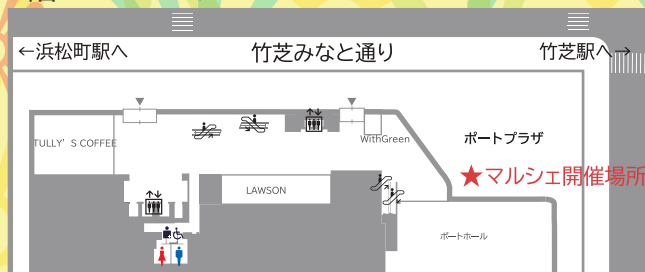 ←浜松町駅へ
竹芝みなと通り
竹芝駅へ→
TULLY’S COFFEE
WithGreen
ポートプラザ
★マルシェ開催場所
LAWSON
ポートホール